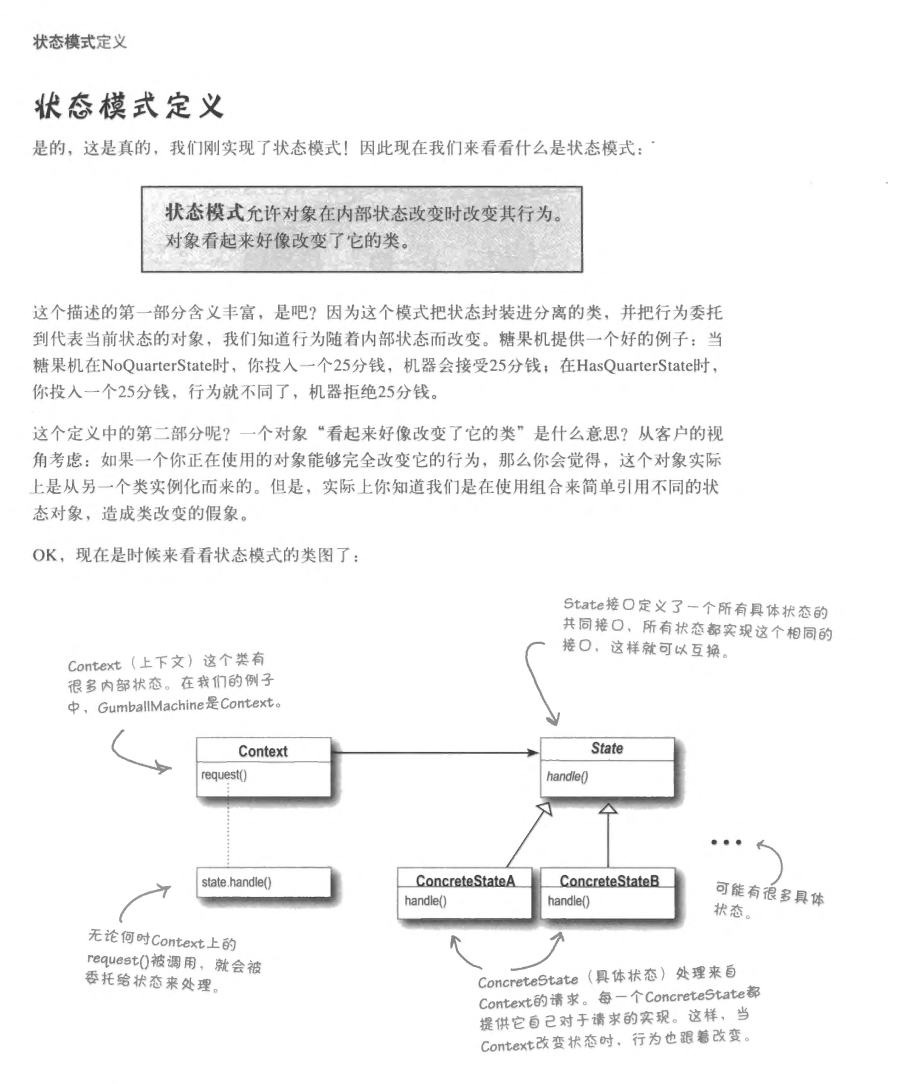 状态模式定义
状态模式定义
是的，这是真的，我们刚实现了状态模式！因此现在我们来看看什么是状态模式：
状态模式允许对象在内部状态改变时改变其行为。
对象看起来好像改变了它的类。
这个描述的第一部分含义丰富，是吧？因为这个模式把状态封装进分离的类，并把行为委托
到代表当前状态的对象，我们知道行为随着内部状态而改变。糖果机提供一个好的例子：当
糖果机在NoQuarterState时，你投入一个25分钱，机器会接受25分钱；在HasQuarterState时，
你投入一个25分钱，行为就不同了，机器拒绝25分钱。
这个定义中的第二部分呢？一个对象“看起来好像改变了它的类”是什么意思？从客户的视
角考虑：如果一个你正在使用的对象能够完全改变它的行为，那么你会觉得，这个对象实际
上是从另一个类实例化而来的。但是，实际上你知道我们是在使用组合来简单引用不同的状
态对象，造成类改变的假象。
OK，现在是时候来看看状态模式的类图了：
State接口定义了一个所有具体状态的
共同接口，所有状态都实现这个相同的
接口，这样就可以互换。
Context（上下文）这个类有
很多内部状态。在我们的例子
中，GumballMachine是Context。
Context
request()
State
handle()
state.handle()
ConcreteStateA
handle()
ConcreteStateB
handle()
可能有很多具体
状态。
无论何时Context上的
request()被调用，就会被
委托给状态来处理。
ConcreteState（具体状态）处理来自
Context的请求。每一个ConcreteState都
提供它自己对于请求的实现。这样，当
Context改变状态时，行为也跟着改变。